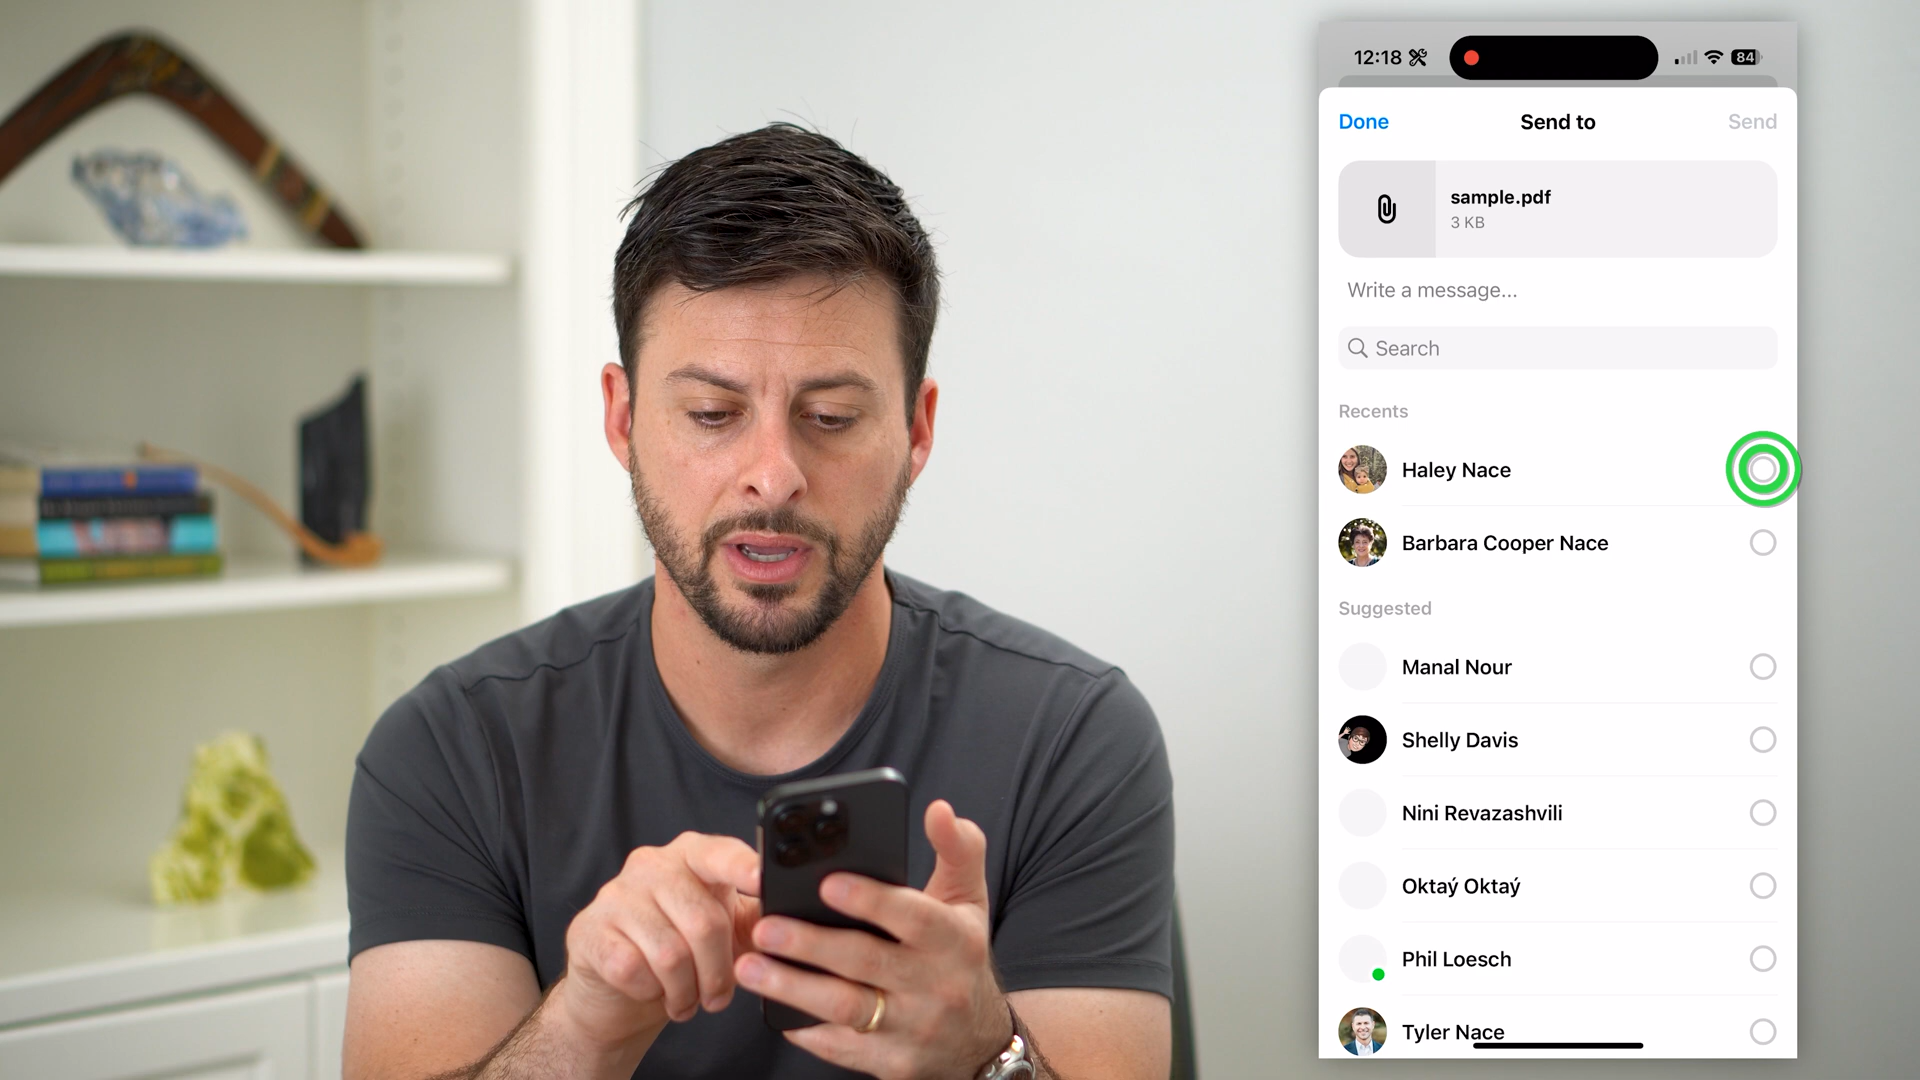 12:18
84
Done
Send to
Send
sample.pdf
3 KB
Write a message...
Search
Recents
Haley Nace
Barbara Cooper Nace
Suggested
Manal Nour
Shelly Davis
Nini Revazashvili
Oktaý Oktaý
Phil Loesch
Tyler Nace